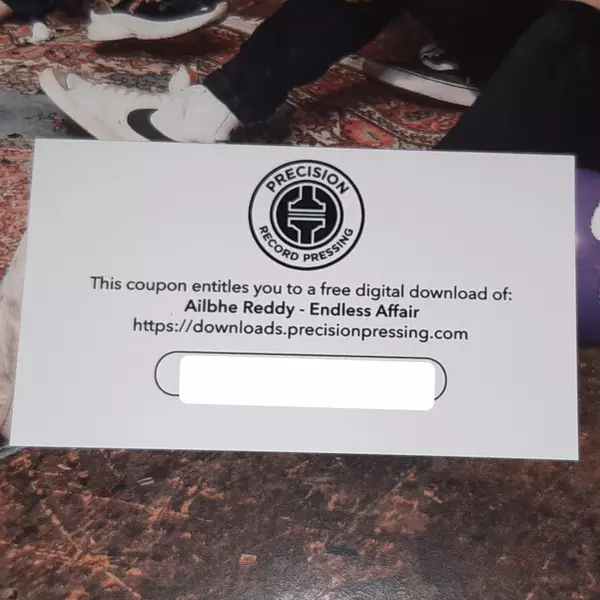 PRECISION
RECORD PRESSING
This coupon entitles you to a free digital download of:
Ailbhe Reddy - Endless Affair
https://downloads.precisionpressing.com